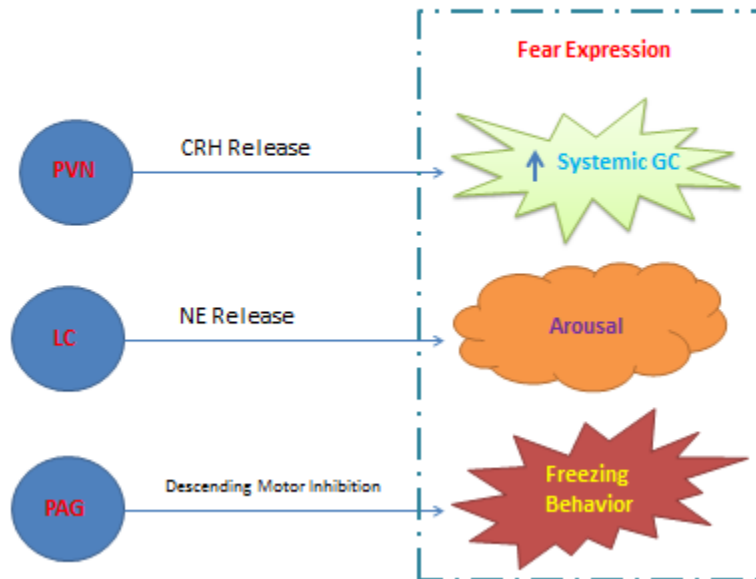 Fear Expression
PVN
CRH Release
Systemic GC
LC
NE Release
Arousal
PAG
Descending Motor Inhibition
Freezing
Behavior